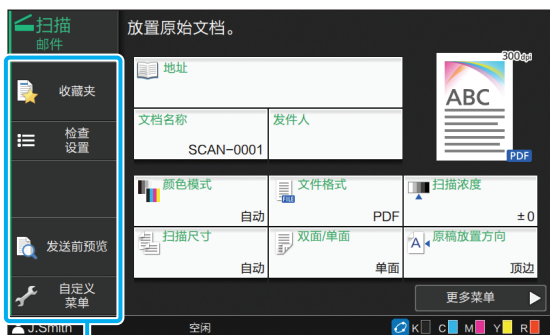 扫描
邮件
放置原始文档。
收藏夹
检查
设置
发送前预览
自定义
菜单
地址
文档名称
SCAN-0001
发件人
300dpi
ABC
PDF
颜色模式
自动
文件格式
FILE
PDF
扫描浓度
±0
扫描尺寸
自动
双面/单面
单面
A
原稿放置方向
顶边
更多菜单
J.Smith
空闲
K C M Y R